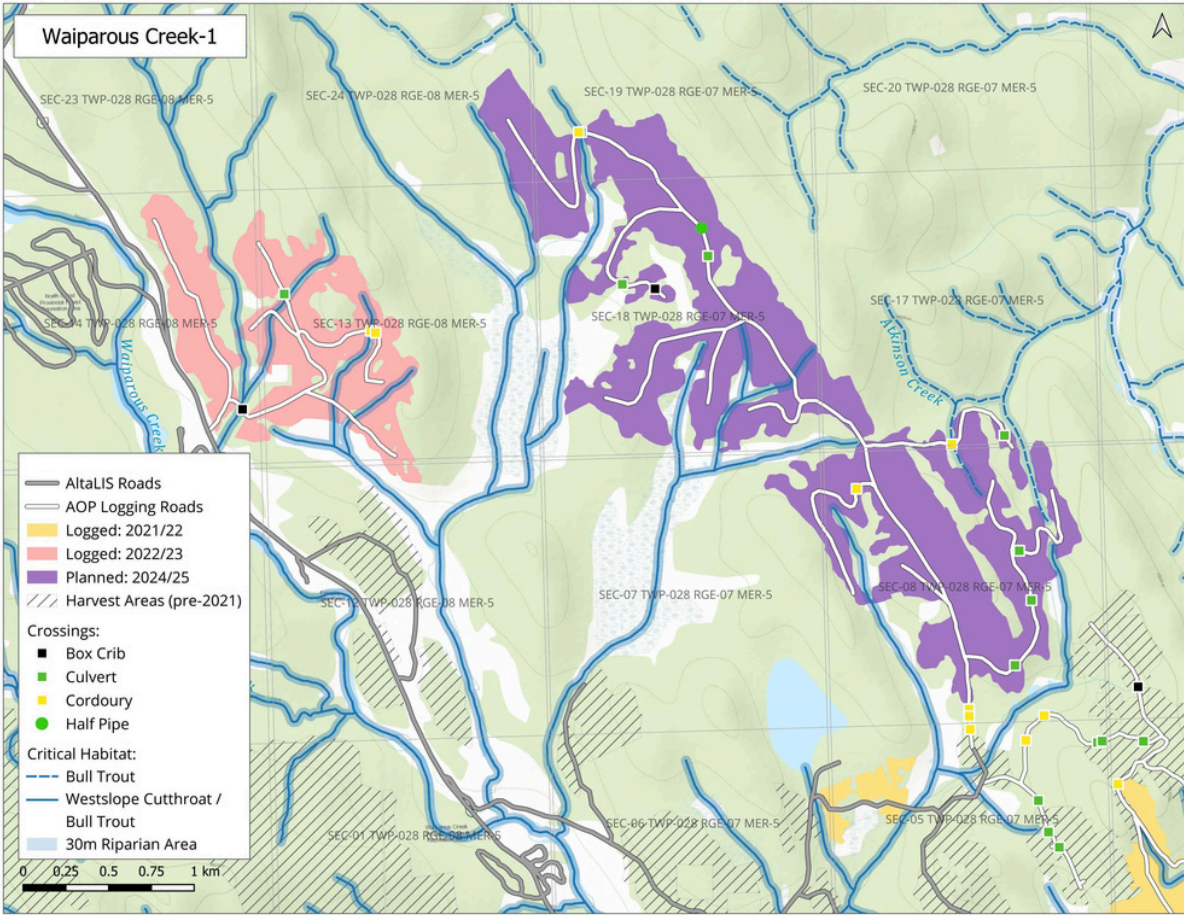 Waiparous Creek-1
SEC-23 TWP-028 RGE-08 MER-5
SEC-24 TWP-028 RGE-08 MER-5
SEC-19 TWP-028 RGE-07 MER-5
SEC-20 TWP-028 RGE-07 MER-5
SEC-14 TWP-028 RGE-08 MER-5
SEC-13 TWP-028 RGE-08 MER-5
SEC-18 TWP-028 RGE-07 MER-5
SEC-17 TWP-028 RGE-07 MER-5
Waiparous Creek
Atkinson Creek
SEC-12 TWP-028 RGE-08 MER-5
SEC-07 TWP-028 RGE-07 MER-5
SEC-08 TWP-028 RGE-07 MER-5
SEC-01 TWP-028 RGE-08 MER-5
SEC-06 TWP-028 RGE-07 MER-5
SEC-05 TWP-028 RGE-07 MER-5
AltaLIS Roads
AOP Logging Roads
Logged: 2021/22
Logged: 2022/23
Planned: 2024/25
Harvest Areas (pre-2021)
Crossings:
Box Crib
Culvert
Cordoury
Half Pipe
Critical Habitat:
Bull Trout
Westslope Cutthroat /
Bull Trout
30m Riparian Area
0 0.25 0.5 0.75 1 km